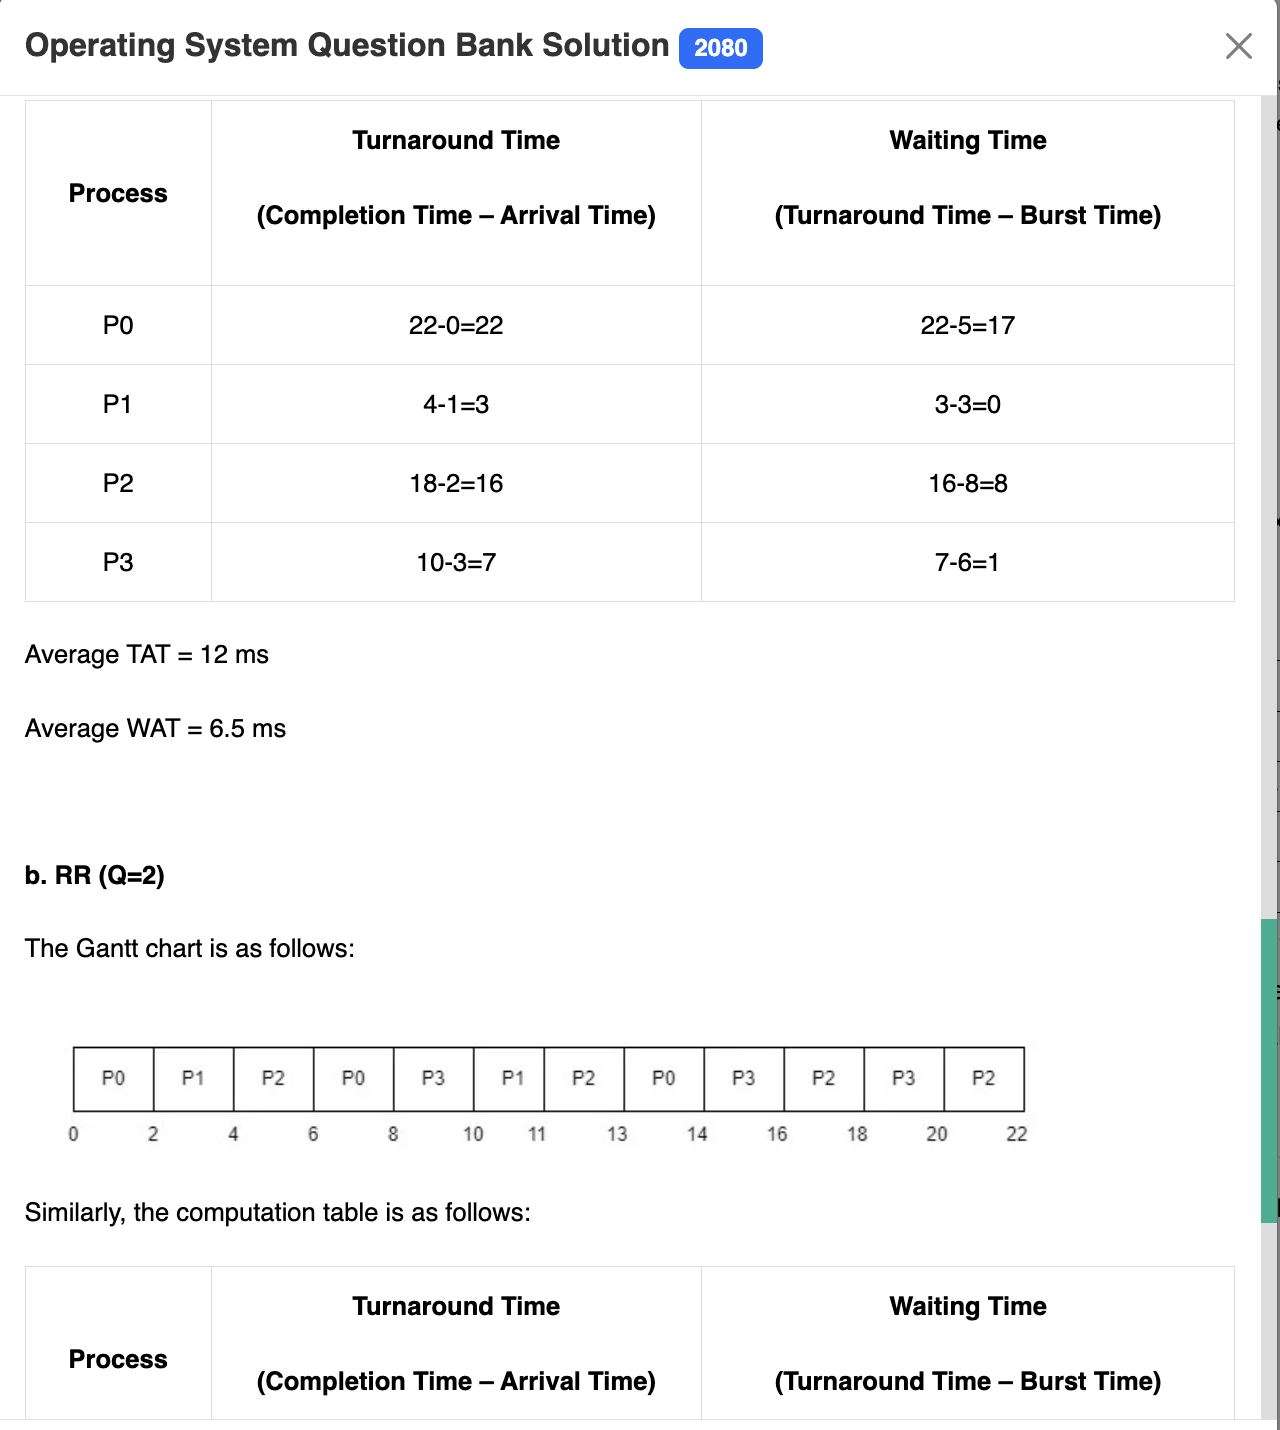 Operating System Question Bank Solution 2080
Process
Turnaround Time
(Completion Time – Arrival Time)
Waiting Time
(Turnaround Time – Burst Time)
P0 22-0=22 22-5=17
P1 4-1=3 3-3=0
P2 18-2=16 16-8=8
P3 10-3=7 7-6=1
Average TAT = 12 ms
Average WAT = 6.5 ms
b. RR (Q=2)
The Gantt chart is as follows:
P0 P1 P2 P0 P3 P1 P2 P0 P3 P2 P3 P2
0 2 4 6 8 10 11 13 14 16 18 20 22
Similarly, the computation table is as follows:
Process
Turnaround Time
(Completion Time – Arrival Time)
Waiting Time
(Turnaround Time – Burst Time)